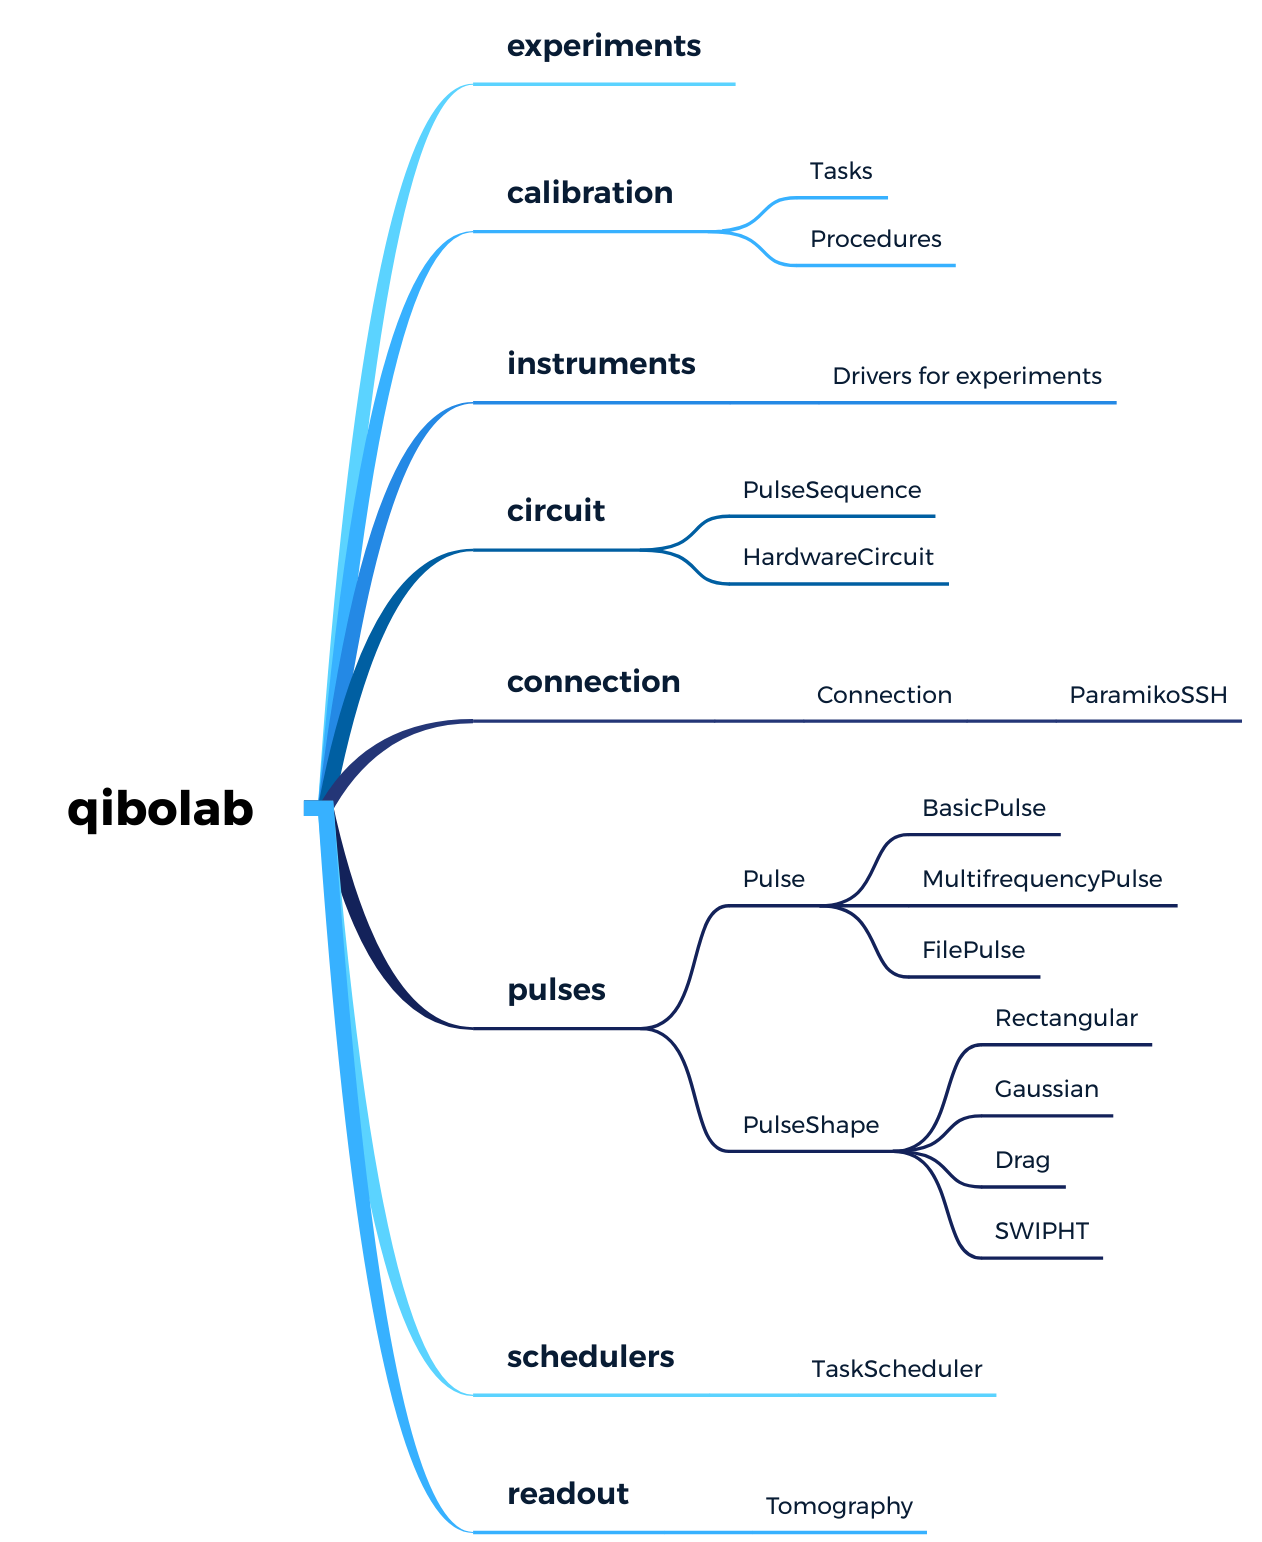 experiments
calibration
Tasks
Procedures
instruments
Drivers for experiments
circuit
PulseSequence
HardwareCircuit
connection
Connection
ParamikoSSH
qibolab
pulses
Pulse
BasicPulse
MultifrequencyPulse
FilePulse
PulseShape
Rectangular
Gaussian
Drag
SWIPHT
schedulers
TaskScheduler
readout
Tomography